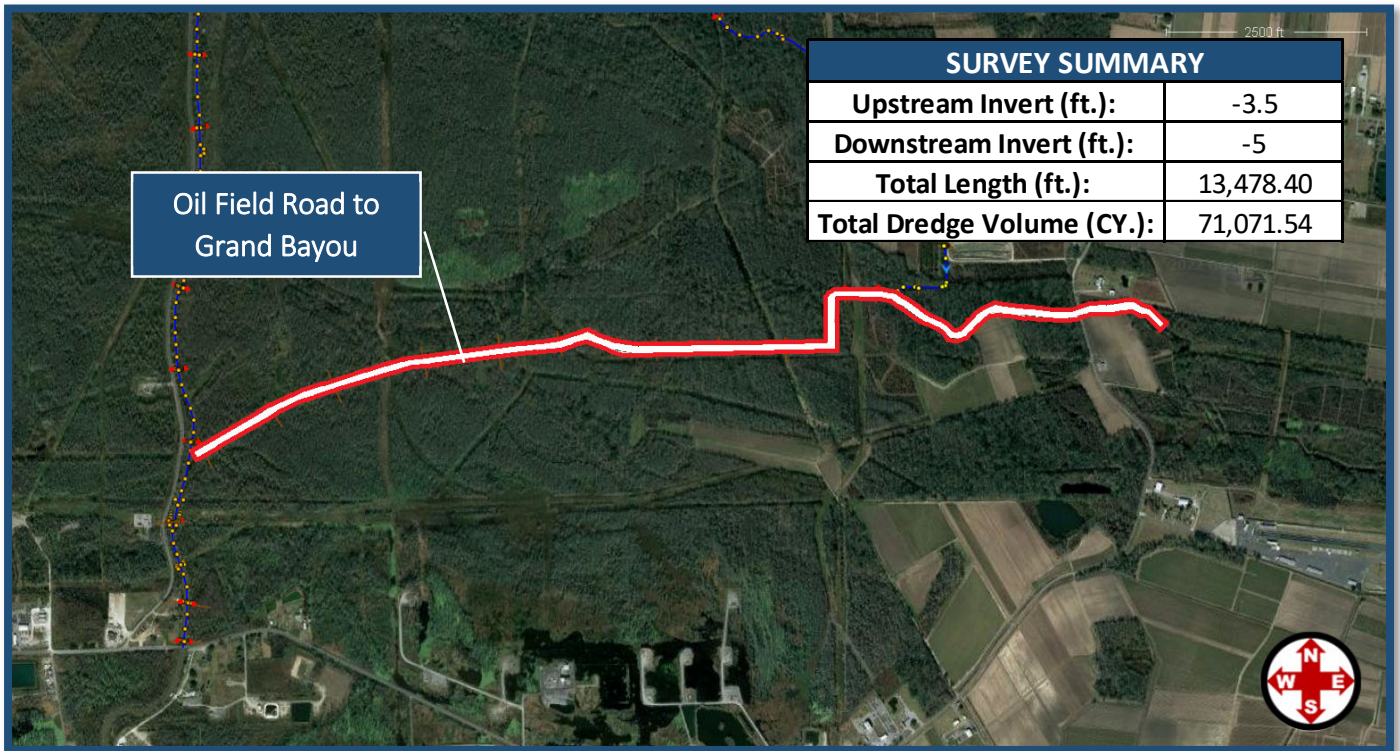 2500 ft
SURVEY SUMMARY
Upstream Invert (ft.): -3.5
Downstream Invert (ft.): -5
Total Length (ft.): 13,478.40
Total Dredge Volume (CY.): 71,071.54
Oil Field Road to
Grand Bayou
N
W E
S